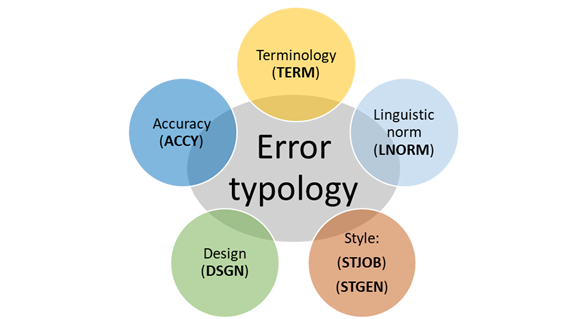 Terminology
(TERM)
Accuracy
(ACCY)
Linguistic
norm
(LNORM)
Error
typology
Design
(DSGN)
Style:
(STJOB)
(STGEN)